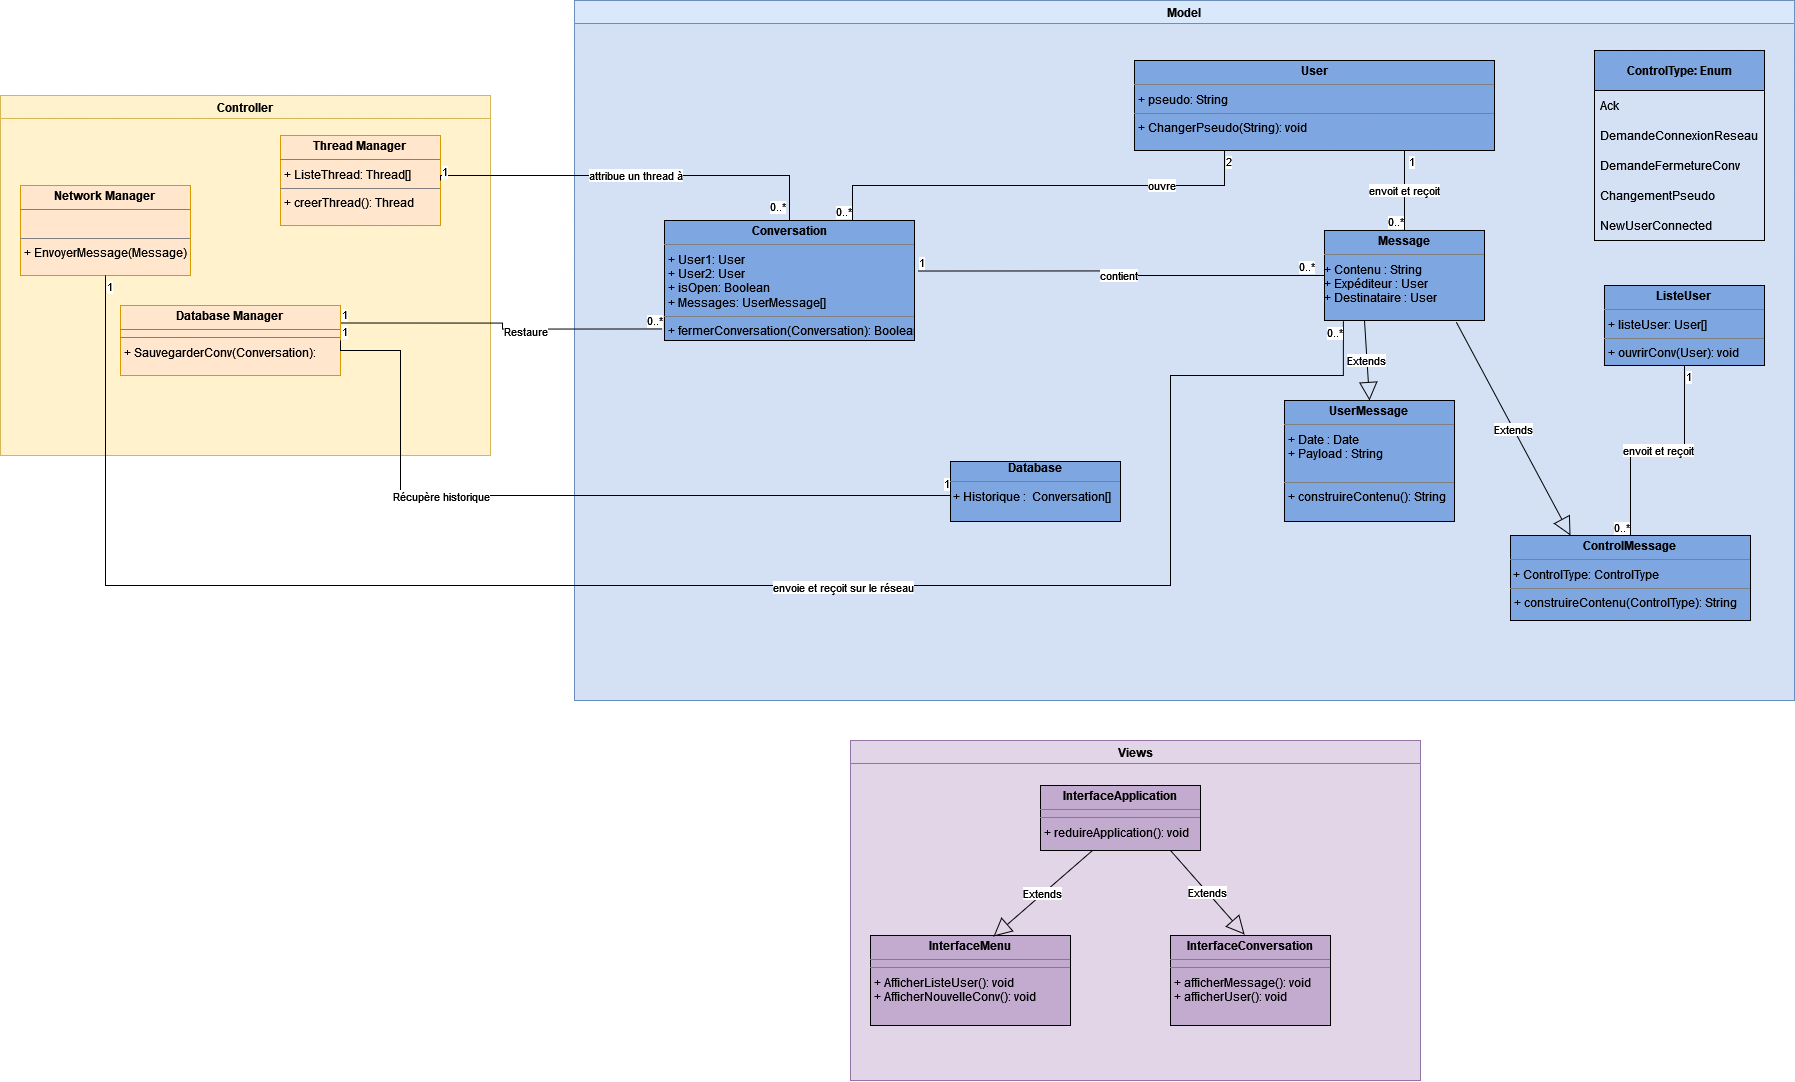 Model
User
+ pseudo: String
+ ChangerPseudo(String): void
ControlType: Enum
Ack
DemandeConnexionReseau
DemandeFermetureConv
ChangementPseudo
NewUserConnected
Controller
Thread Manager
+ ListeThread: Thread[]
+ creerThread(): Thread
Network Manager
+ EnvoyerMessage(Message)
Database Manager
+ SauvegarderConv(Conversation):
1
attribue un thread à
0..*
2
ouvre
0..*
1
envoit et reçoit
0..*
Conversation
+ User1: User
+ User2: User
+ isOpen: Boolean
+ Messages: UserMessage[]
+ fermerConversation(Conversation): Boolea
1
contient
0..*
Message
+ Contenu : String
+ Expéditeur : User
+ Destinataire : User
ListeUser
+ listeUser: User[]
+ ouvrirConv(User): void
1
1
Restaure
0..*
1
Récupère historique
1
0..*
Extends
Extends
1
envoit et reçoit
0..*
UserMessage
+ Date : Date
+ Payload : String
+ construireContenu(): String
Database
+ Historique :  Conversation[]
ControlMessage
+ ControlType: ControlType
+ construireContenu(ControlType): String
envoie et reçoit sur le réseau
Views
InterfaceApplication
+ reduireApplication(): void
Extends
Extends
InterfaceMenu
+ AfficherListeUser(): void
+ AfficherNouvelleConv(): void
InterfaceConversation
+ afficherMessage(): void
+ afficherUser(): void